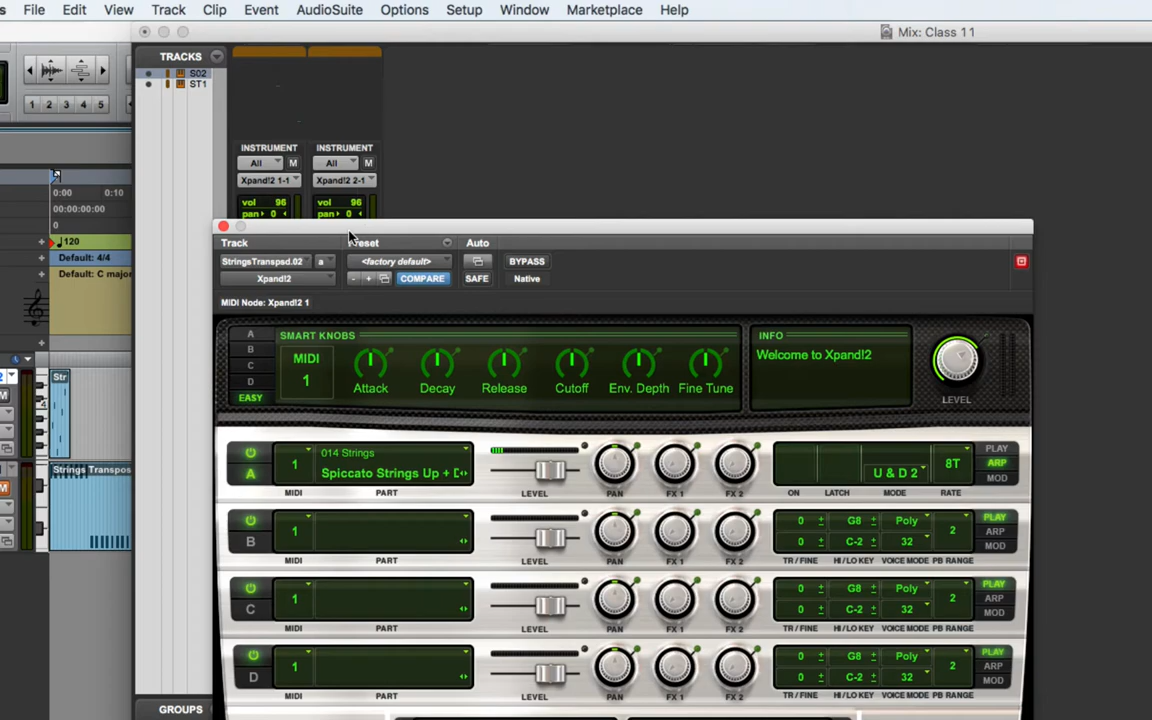 s File Edit View Track Clip Event AudioSuite Options Setup Window Marketplace Help
Mix: Class 11
TRACKS
S02
ST1
1 2 3 4 5
INSTRUMENT INSTRUMENT
All M All M
Xpand!2 1-1 Xpand!2 2-1
vol 96 vol 96
pan 0 pan 0
0:00 0:10
00:00:00:00
0
120
Default: 4/4
Default: C major
Str
Strings Transpos
GROUPS
Track Preset Auto
StringsTranspsd.02 a <factory default> BYPASS
Xpand!2 - + COMPARE SAFE Native
MIDI Node: Xpand!2 1
A
B
C
D
EASY
SMART KNOBS
MIDI
1
Attack Decay Release Cutoff Env. Depth Fine Tune
INFO
Welcome to Xpand!2
LEVEL
A
1
014 Strings
Spiccato Strings Up + D
U & D 2
8T
PLAY
ARP
MOD
MIDI PART LEVEL PAN FX 1 FX 2 ON LATCH MODE RATE
B
1
0 ± G8 ± Poly
0 ± C-2 ± 32
2
PLAY
ARP
MOD
MIDI PART LEVEL PAN FX 1 FX 2 TR / FINE HI / LO KEY VOICE MODE PB RANGE
C
1
0 ± G8 ± Poly
0 ± C-2 ± 32
2
PLAY
ARP
MOD
MIDI PART LEVEL PAN FX 1 FX 2 TR / FINE HI / LO KEY VOICE MODE PB RANGE
D
1
0 ± G8 ± Poly
0 ± C-2 ± 32
2
PLAY
ARP
MOD
MIDI PART LEVEL PAN FX 1 FX 2 TR / FINE HI / LO KEY VOICE MODE PB RANGE